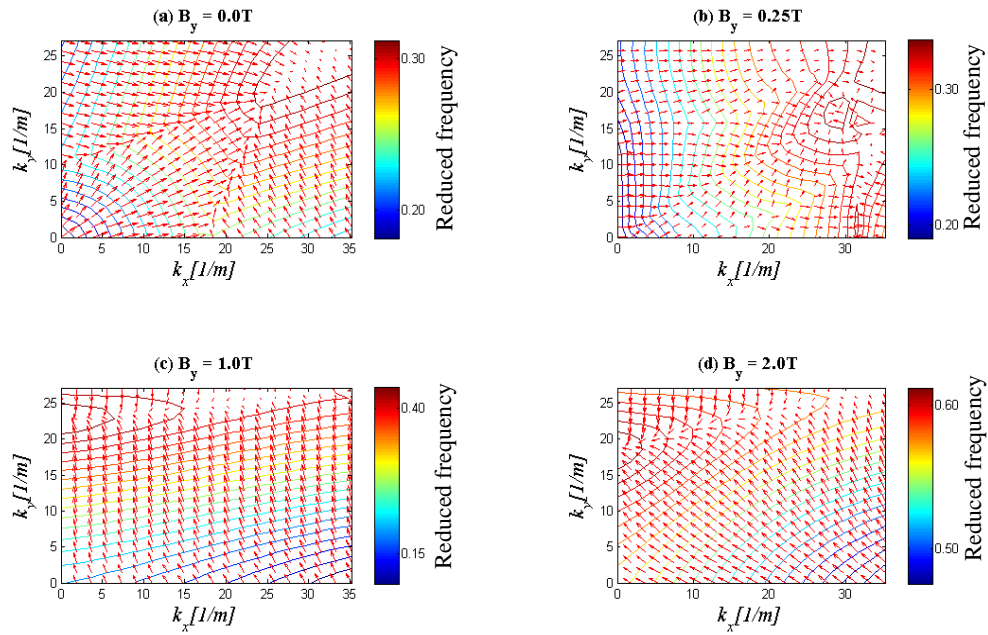 (a) B_y = 0.0T
27
25
20
15
10
5
0
0 5 10 15 20 25 30 35
k_y[1/m]
k_x[1/m]
0.30
0.20
Reduced frequency
(b) B_y = 0.25T
25
20
15
10
5
0
0 10 20 30
k_y[1/m]
k_x[1/m]
0.30
0.20
Reduced frequency
(c) B_y = 1.0T
25
20
15
10
5
0
0 5 10 15 20 25 30 35
k_y[1/m]
k_x[1/m]
0.40
0.15
Reduced frequency
(d) B_y = 2.0T
25
20
15
10
5
0
0 10 20 30
k_y[1/m]
k_x[1/m]
0.60
0.50
Reduced frequency